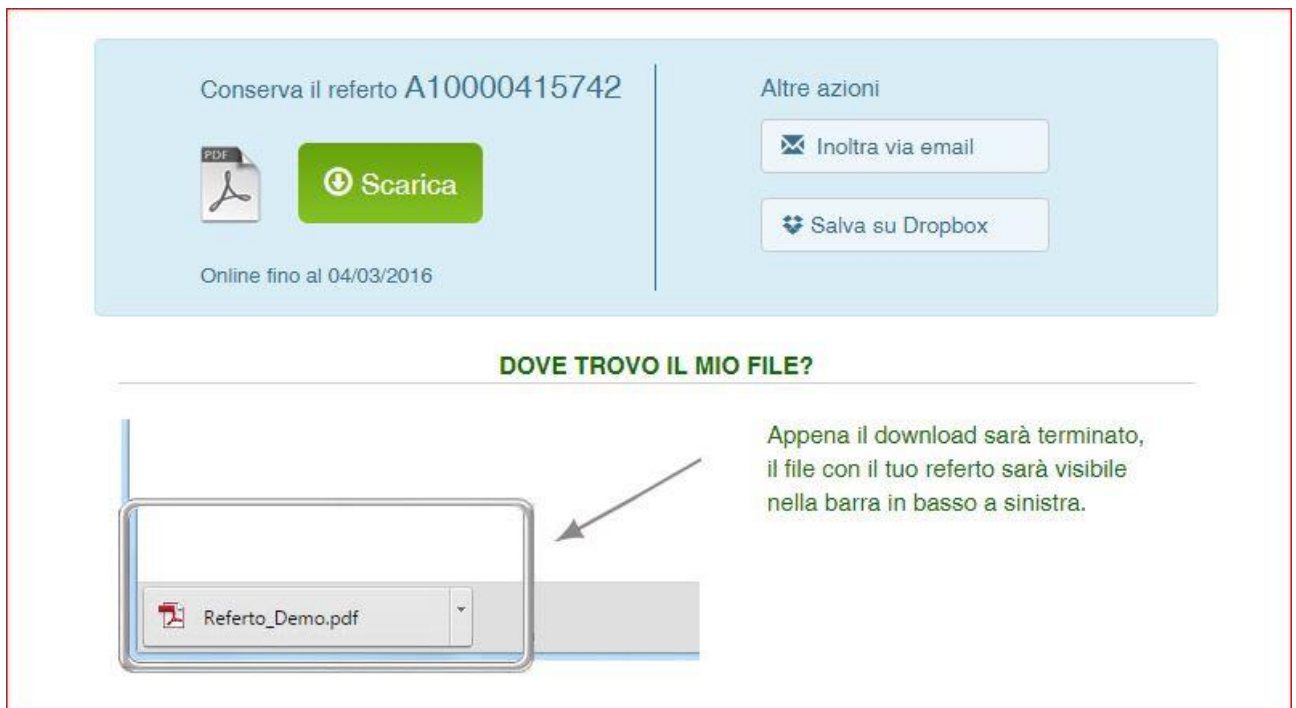 Conserva il referto A10000415742
PDF
Scarica
Online fino al 04/03/2016
Altre azioni
Inoltra via email
Salva su Dropbox
DOVE TROVO IL MIO FILE?
Appena il download sarà terminato,
il file con il tuo referto sarà visibile
nella barra in basso a sinistra.
Referto_Demo.pdf